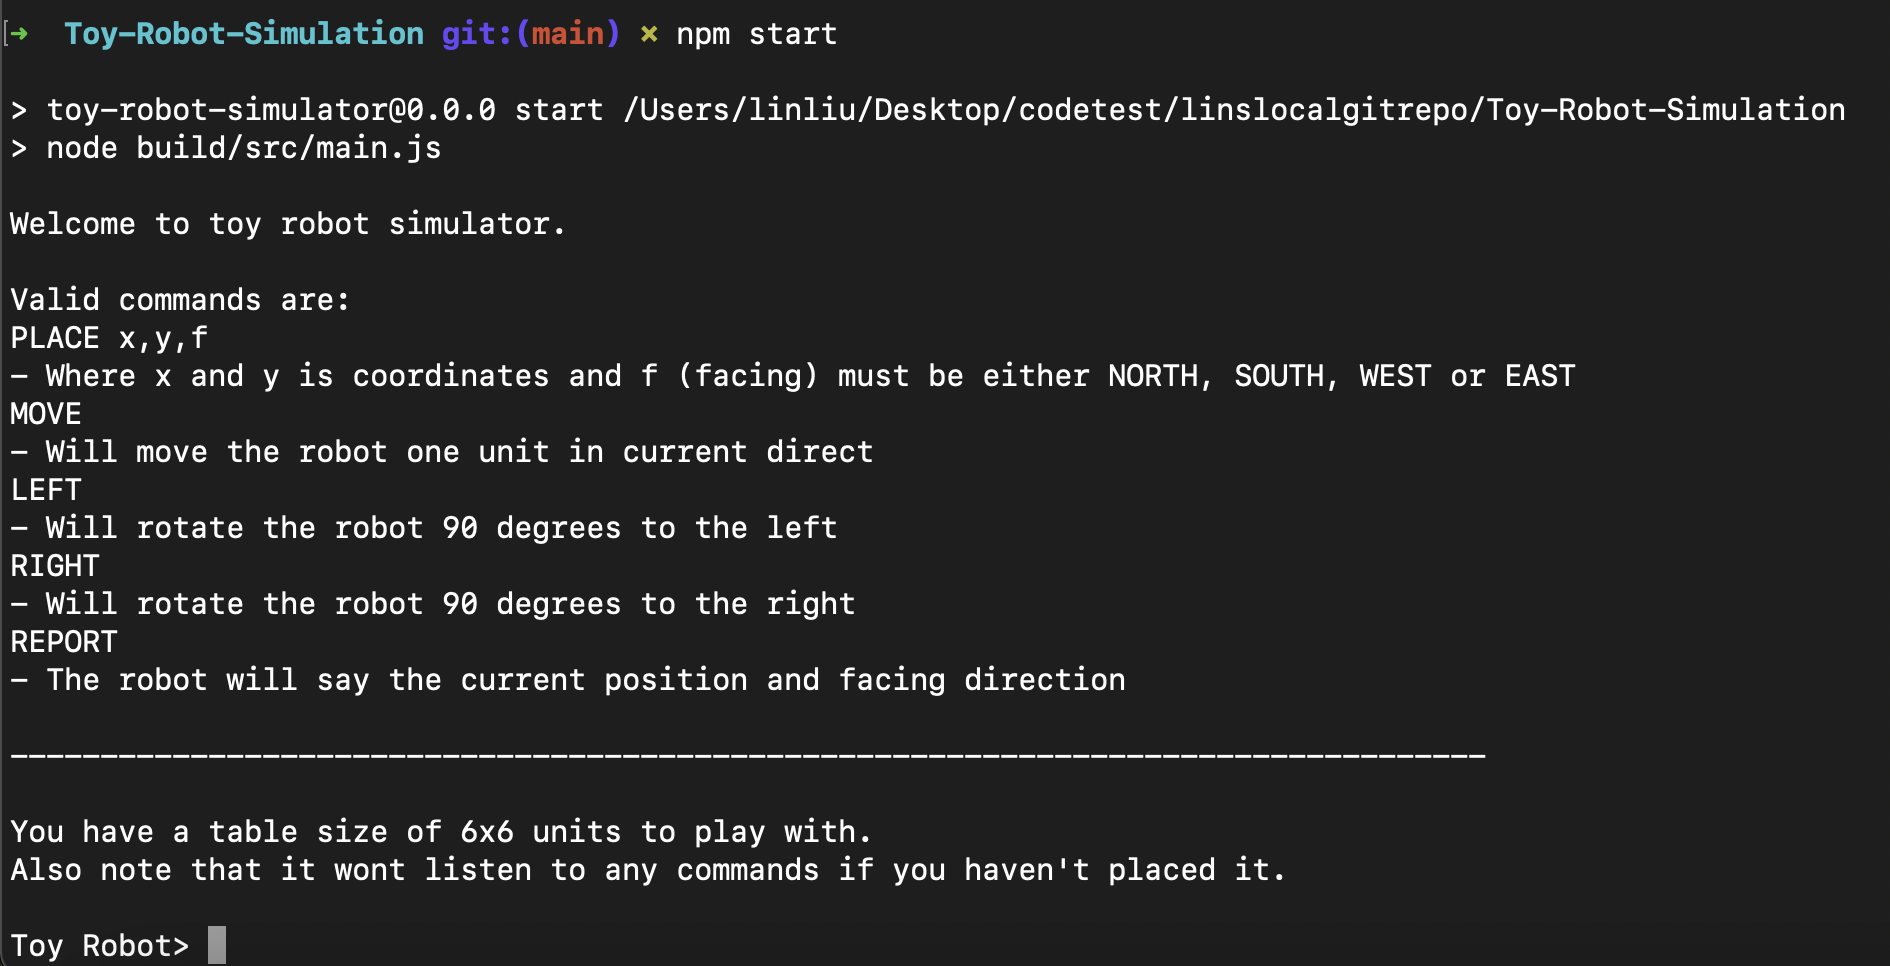 [➜  Toy-Robot-Simulation git:(main) ✗ npm start
> toy-robot-simulator@0.0.0 start /Users/linliu/Desktop/codetest/linslocalgitrepo/Toy-Robot-Simulation
> node build/src/main.js
Welcome to toy robot simulator.
Valid commands are:
PLACE x,y,f
- Where x and y is coordinates and f (facing) must be either NORTH, SOUTH, WEST or EAST
MOVE
- Will move the robot one unit in current direct
LEFT
- Will rotate the robot 90 degrees to the left
RIGHT
- Will rotate the robot 90 degrees to the right
REPORT
- The robot will say the current position and facing direction
----------------------------------------------------------------------------------
You have a table size of 6x6 units to play with.
Also note that it wont listen to any commands if you haven't placed it.
Toy Robot>